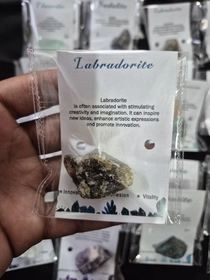 Labradorite
Labradorite
is often associated with stimulating
creativity and imagination. It can inspire
new ideas, enhance artistic expressions
and promote innovation.
• Vitality